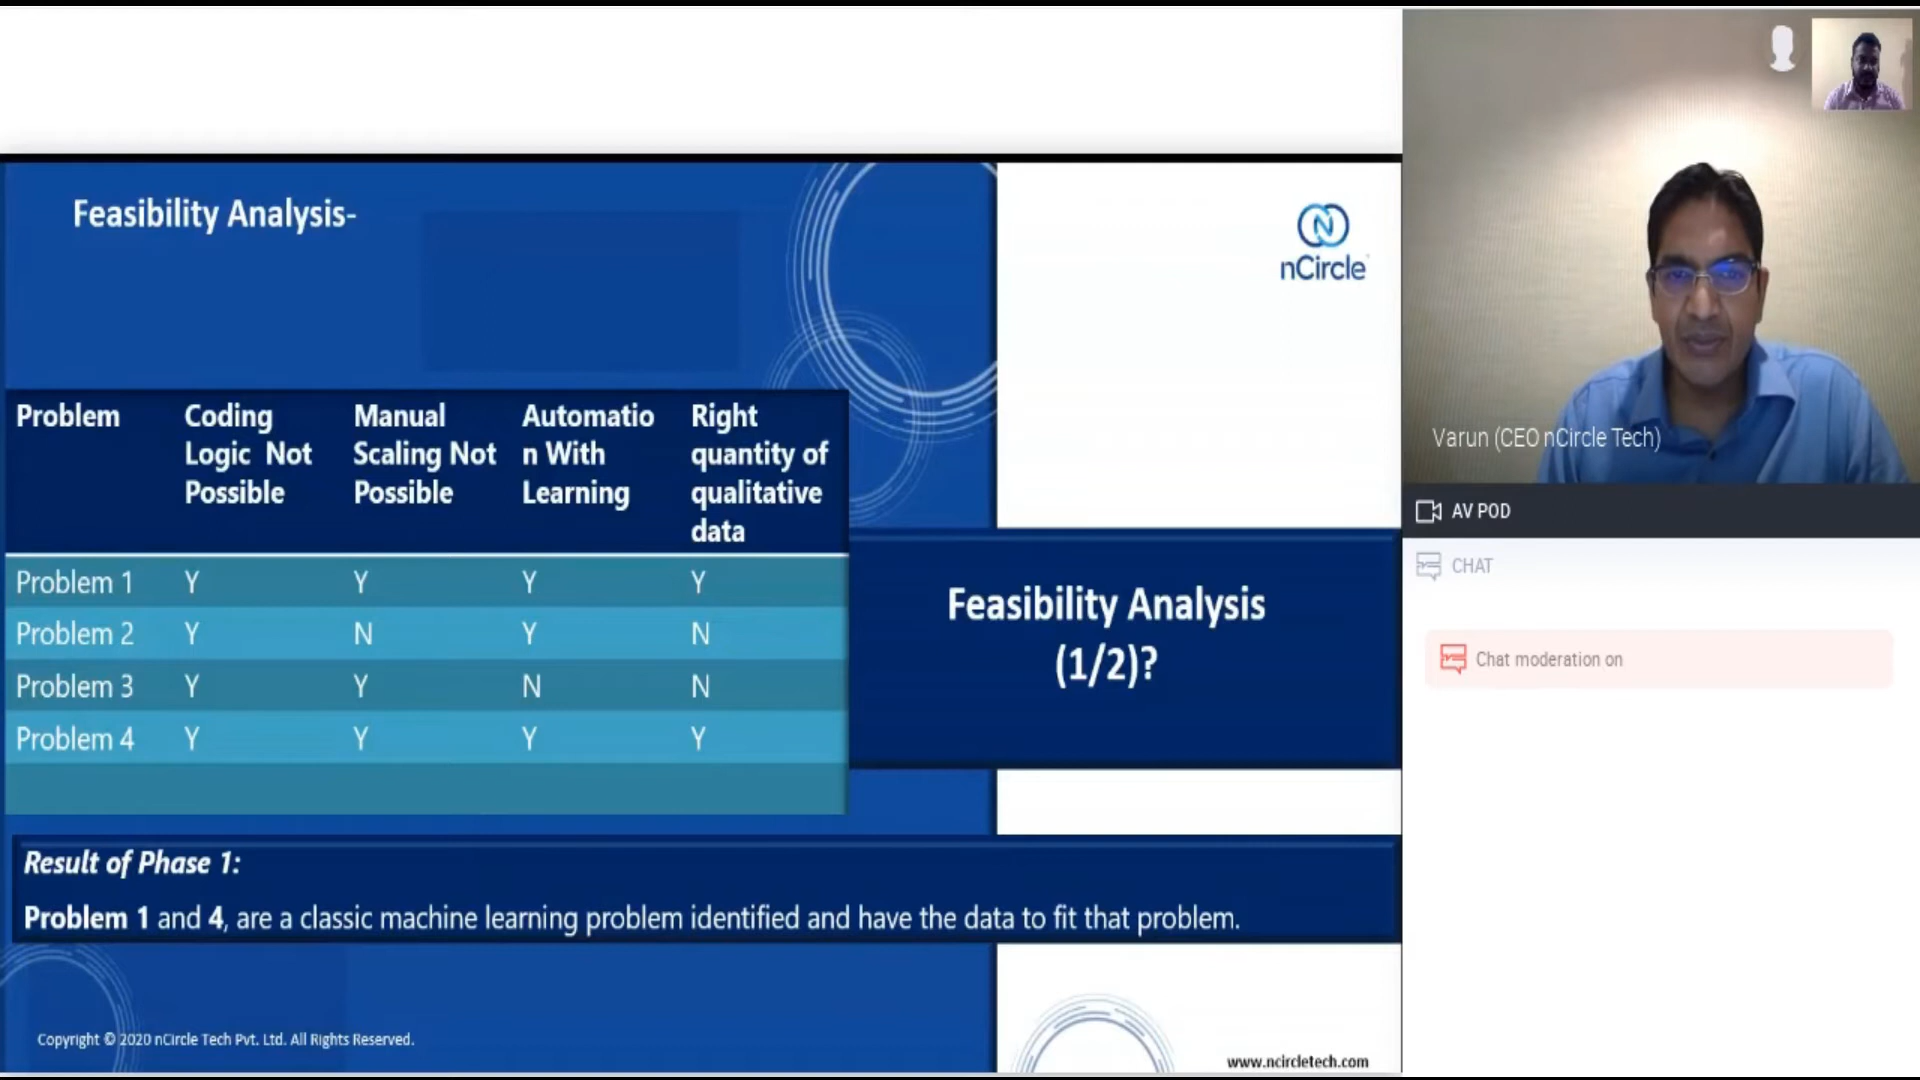 Feasibility Analysis-
nCircle
Problem
Coding
Logic Not
Possible
Manual
Scaling Not
Possible
Automatio
n With
Learning
Right
quantity of
qualitative
data
Problem 1 Y Y Y Y
Problem 2 Y N Y N
Problem 3 Y Y N N
Problem 4 Y Y Y Y
Feasibility Analysis
(1/2)?
Result of Phase 1:
Problem 1 and 4, are a classic machine learning problem identified and have the data to fit that problem.
Copyright © 2020 nCircle Tech Pvt. Ltd. All Rights Reserved.
www.ncircletech.com
Varun (CEO nCircle Tech)
AV POD
CHAT
Chat moderation on